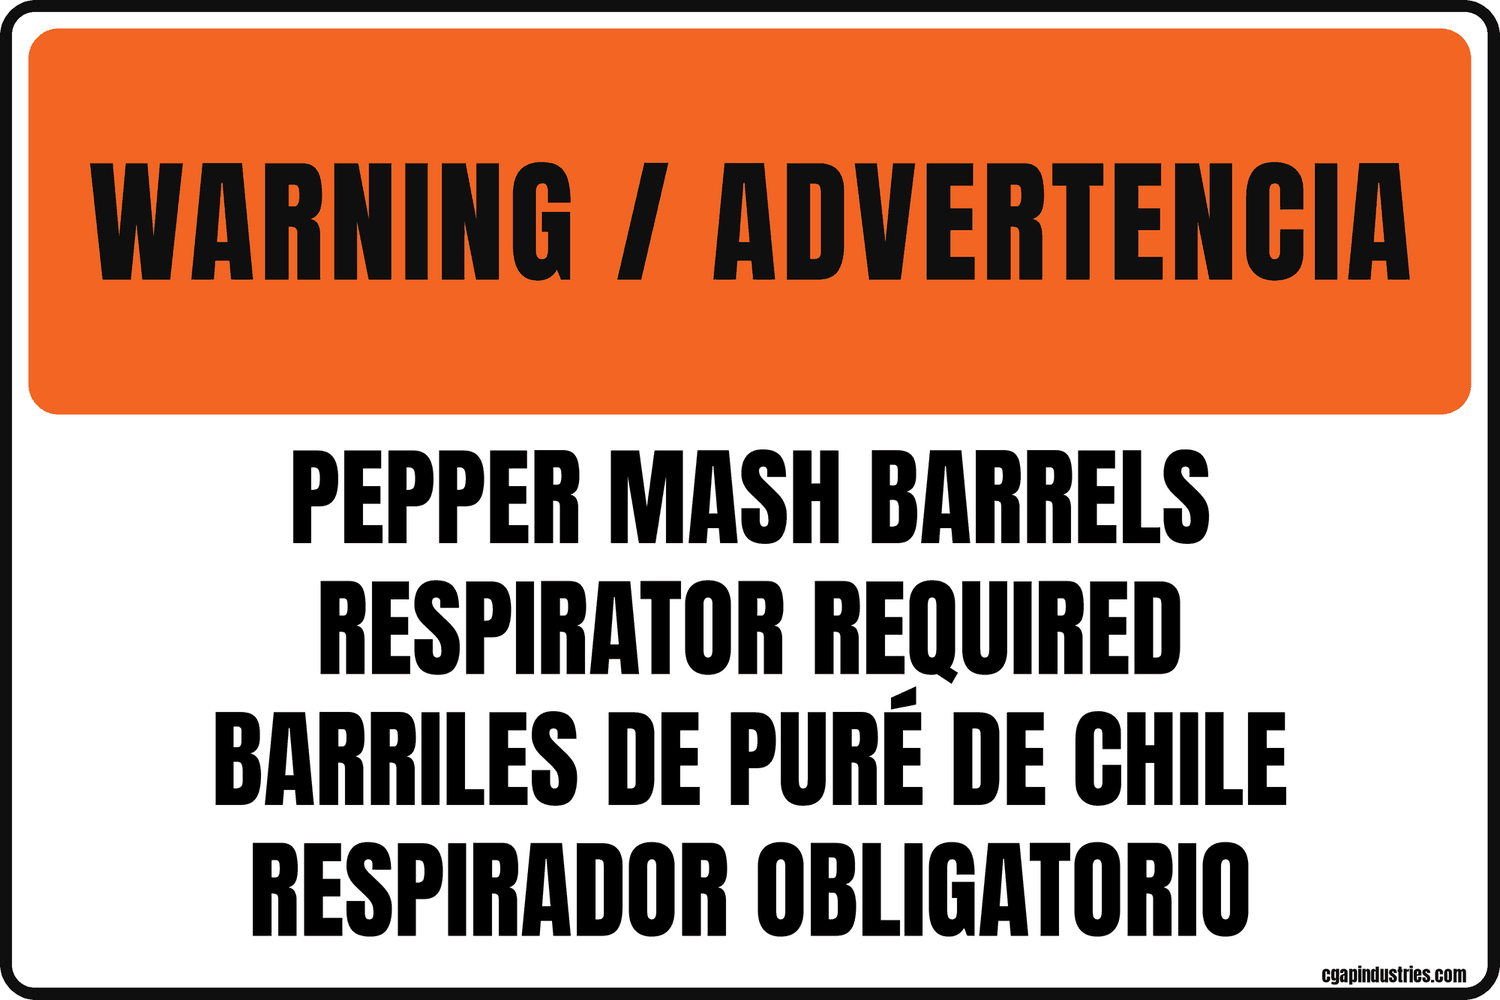 WARNING / ADVERTENCIA
PEPPER MASH BARRELS
RESPIRATOR REQUIRED
BARRILES DE PURÉ DE CHILE
RESPIRADOR OBLIGATORIO
cgapindustries.com